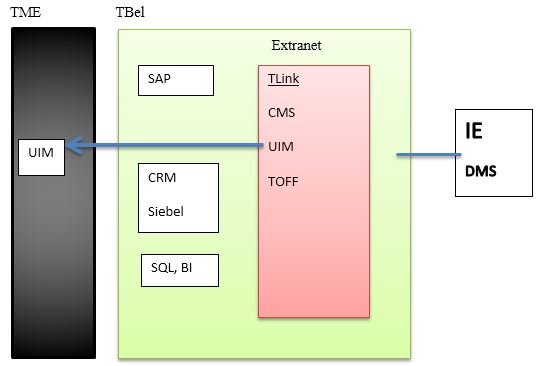 TME
TBel
Extranet
SAP
TLink
CMS
UIM
TOFF
UIM
CRM
Siebel
SQL, BI
IE
DMS